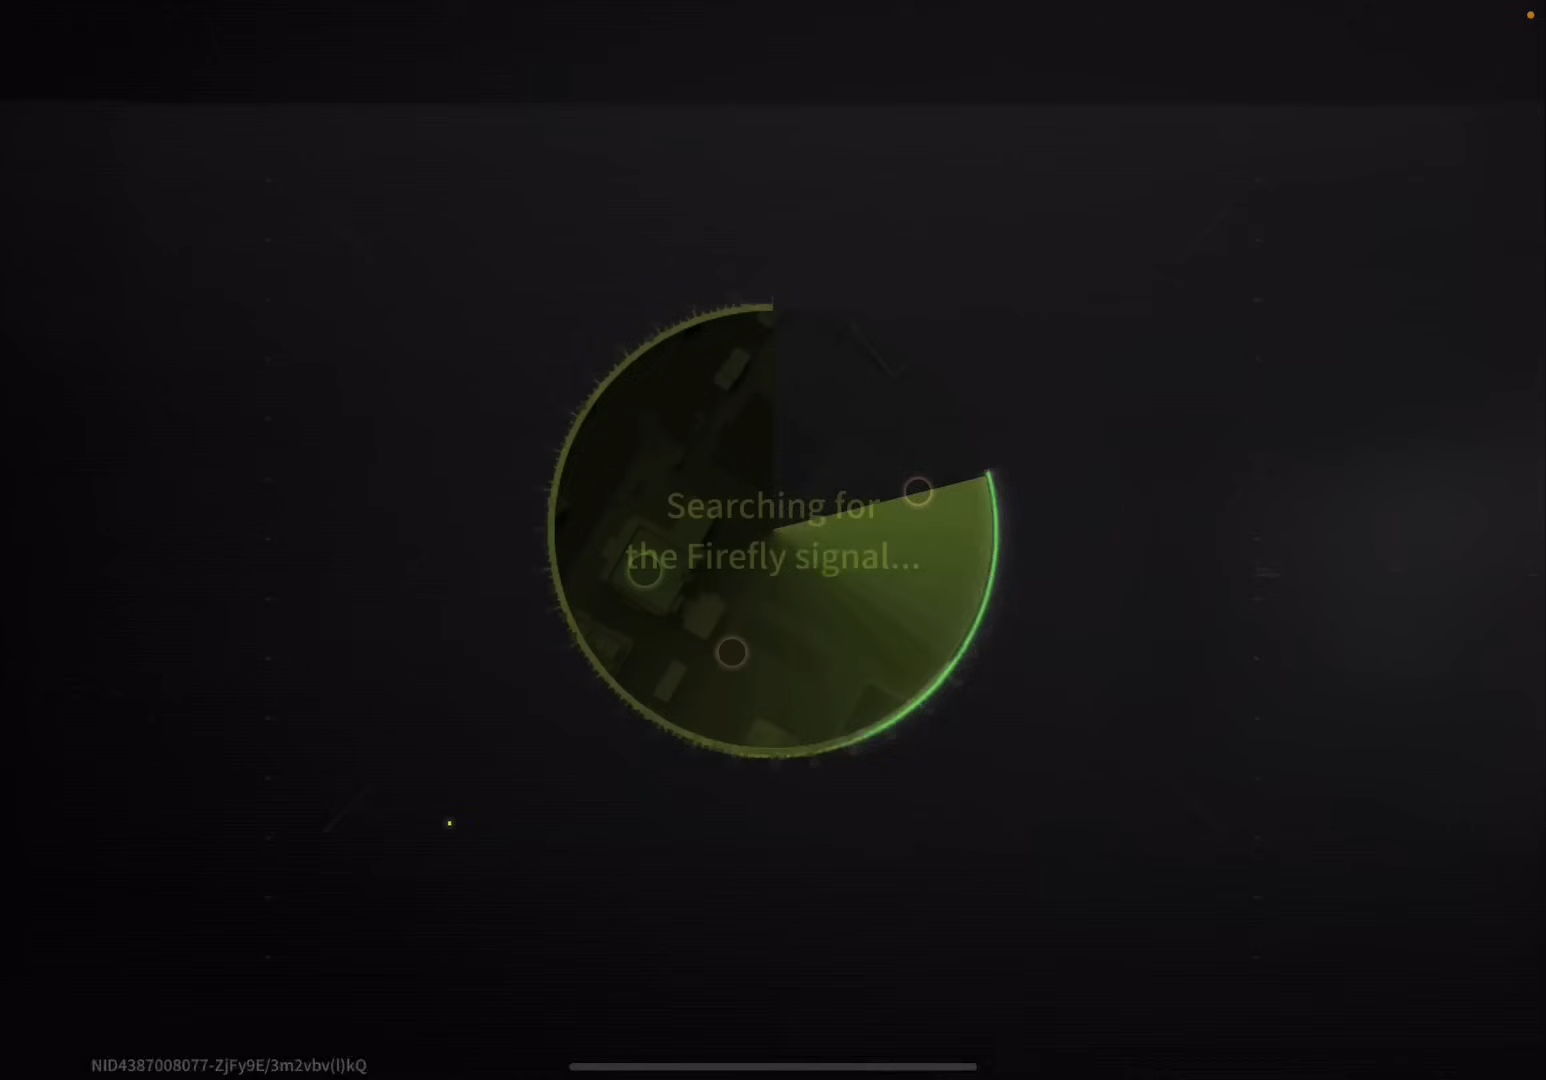 Searching for
the Firefly signal...
NID4387008077-ZjFy9E/3m2vbv(l)kQ